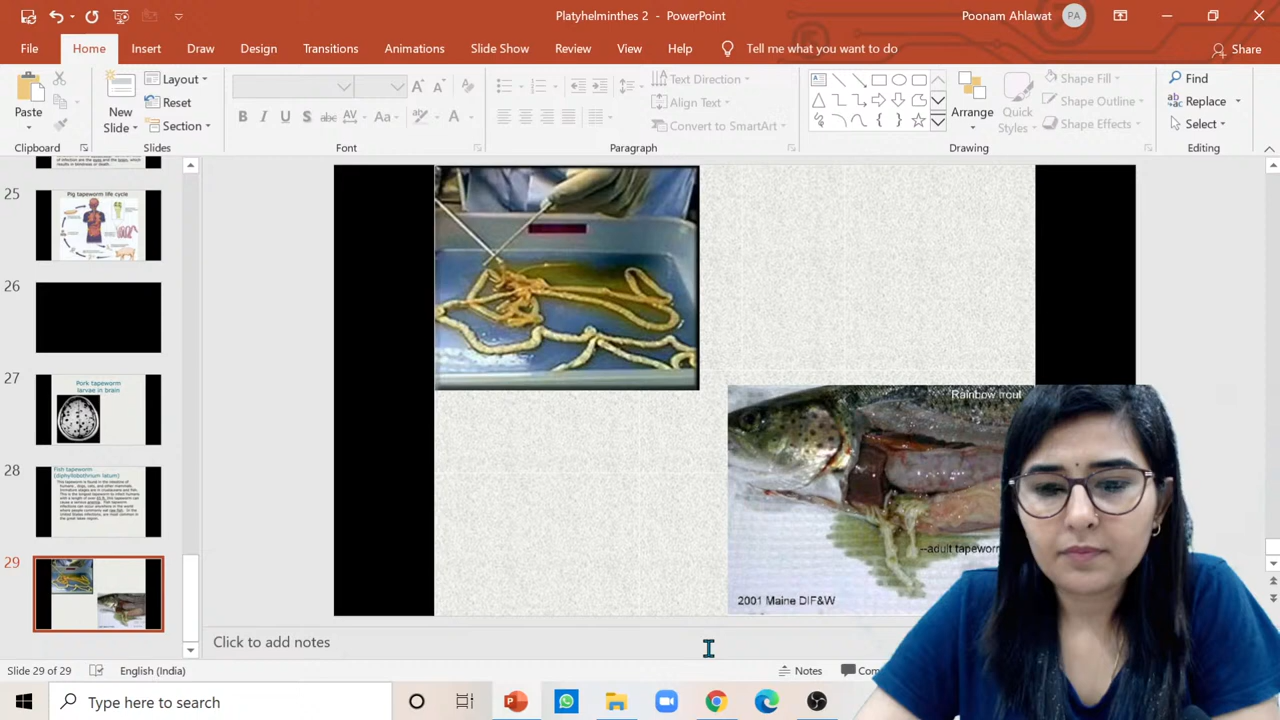 Platyhelminthes 2 - PowerPoint
Poonam Ahlawat
PA
File
Home
Insert
Draw
Design
Transitions
Animations
Slide Show
Review
View
Help
Tell me what you want to do
Share
Paste
New
Slide
Layout
Reset
Section
Text Direction
Align Text
Convert to SmartArt
Arrange
Quick
Styles
Shape Fill
Shape Outline
Shape Effects
Find
Replace
Select
Clipboard
Slides
Font
Paragraph
Drawing
Editing
25
Pig tapeworm life cycle
26
27
Pork tapeworm
larvae in brain
28
Fish tapeworm
29
Rainbow trout
--adult tapeworm
2001 Maine DIF&W
Click to add notes
Slide 29 of 29
English (India)
Notes
Com
Type here to search